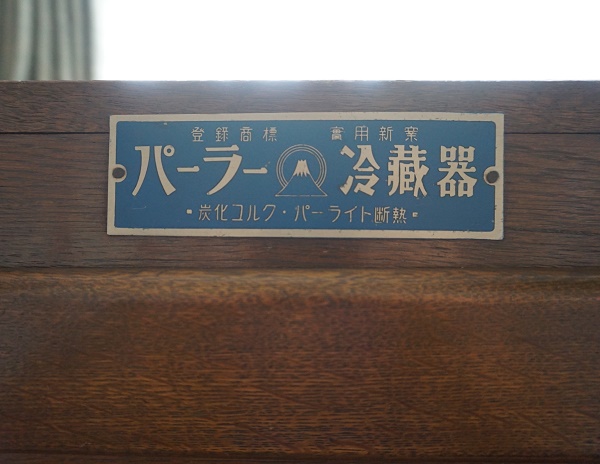 登録商標 實用新案
パーラー 冷蔵器
炭化コルク・パーライト断熱